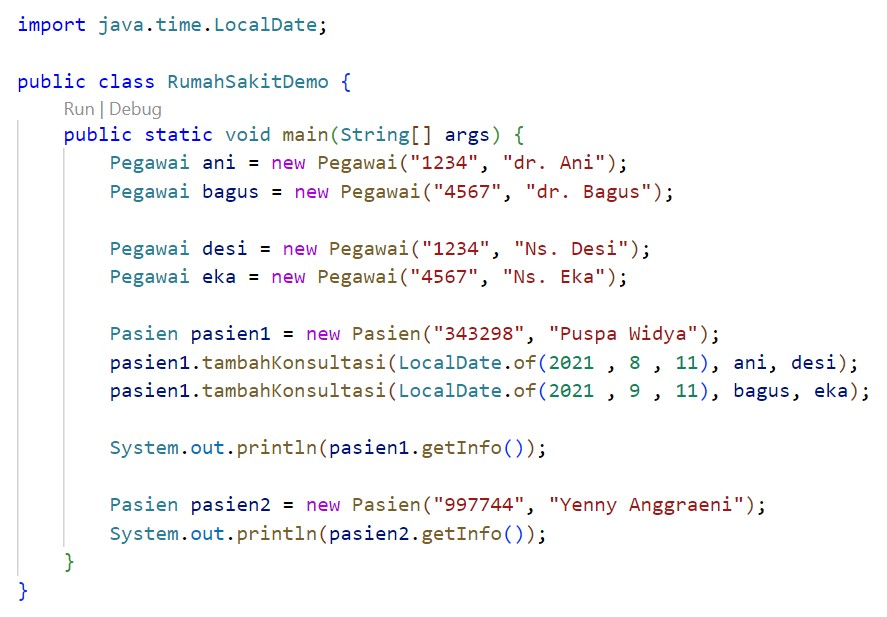 import java.time.LocalDate;
public class RumahSakitDemo {
Run | Debug
public static void main(String[] args) {
Pegawai ani = new Pegawai("1234", "dr. Ani");
Pegawai bagus = new Pegawai("4567", "dr. Bagus");
Pegawai desi = new Pegawai("1234", "Ns. Desi");
Pegawai eka = new Pegawai("4567", "Ns. Eka");
Pasien pasien1 = new Pasien("343298", "Puspa Widya");
pasien1.tambahKonsultasi(LocalDate.of(2021 , 8 , 11), ani, desi);
pasien1.tambahKonsultasi(LocalDate.of(2021 , 9 , 11), bagus, eka);
System.out.println(pasien1.getInfo());
Pasien pasien2 = new Pasien("997744", "Yenny Anggraeni");
System.out.println(pasien2.getInfo());
}
}